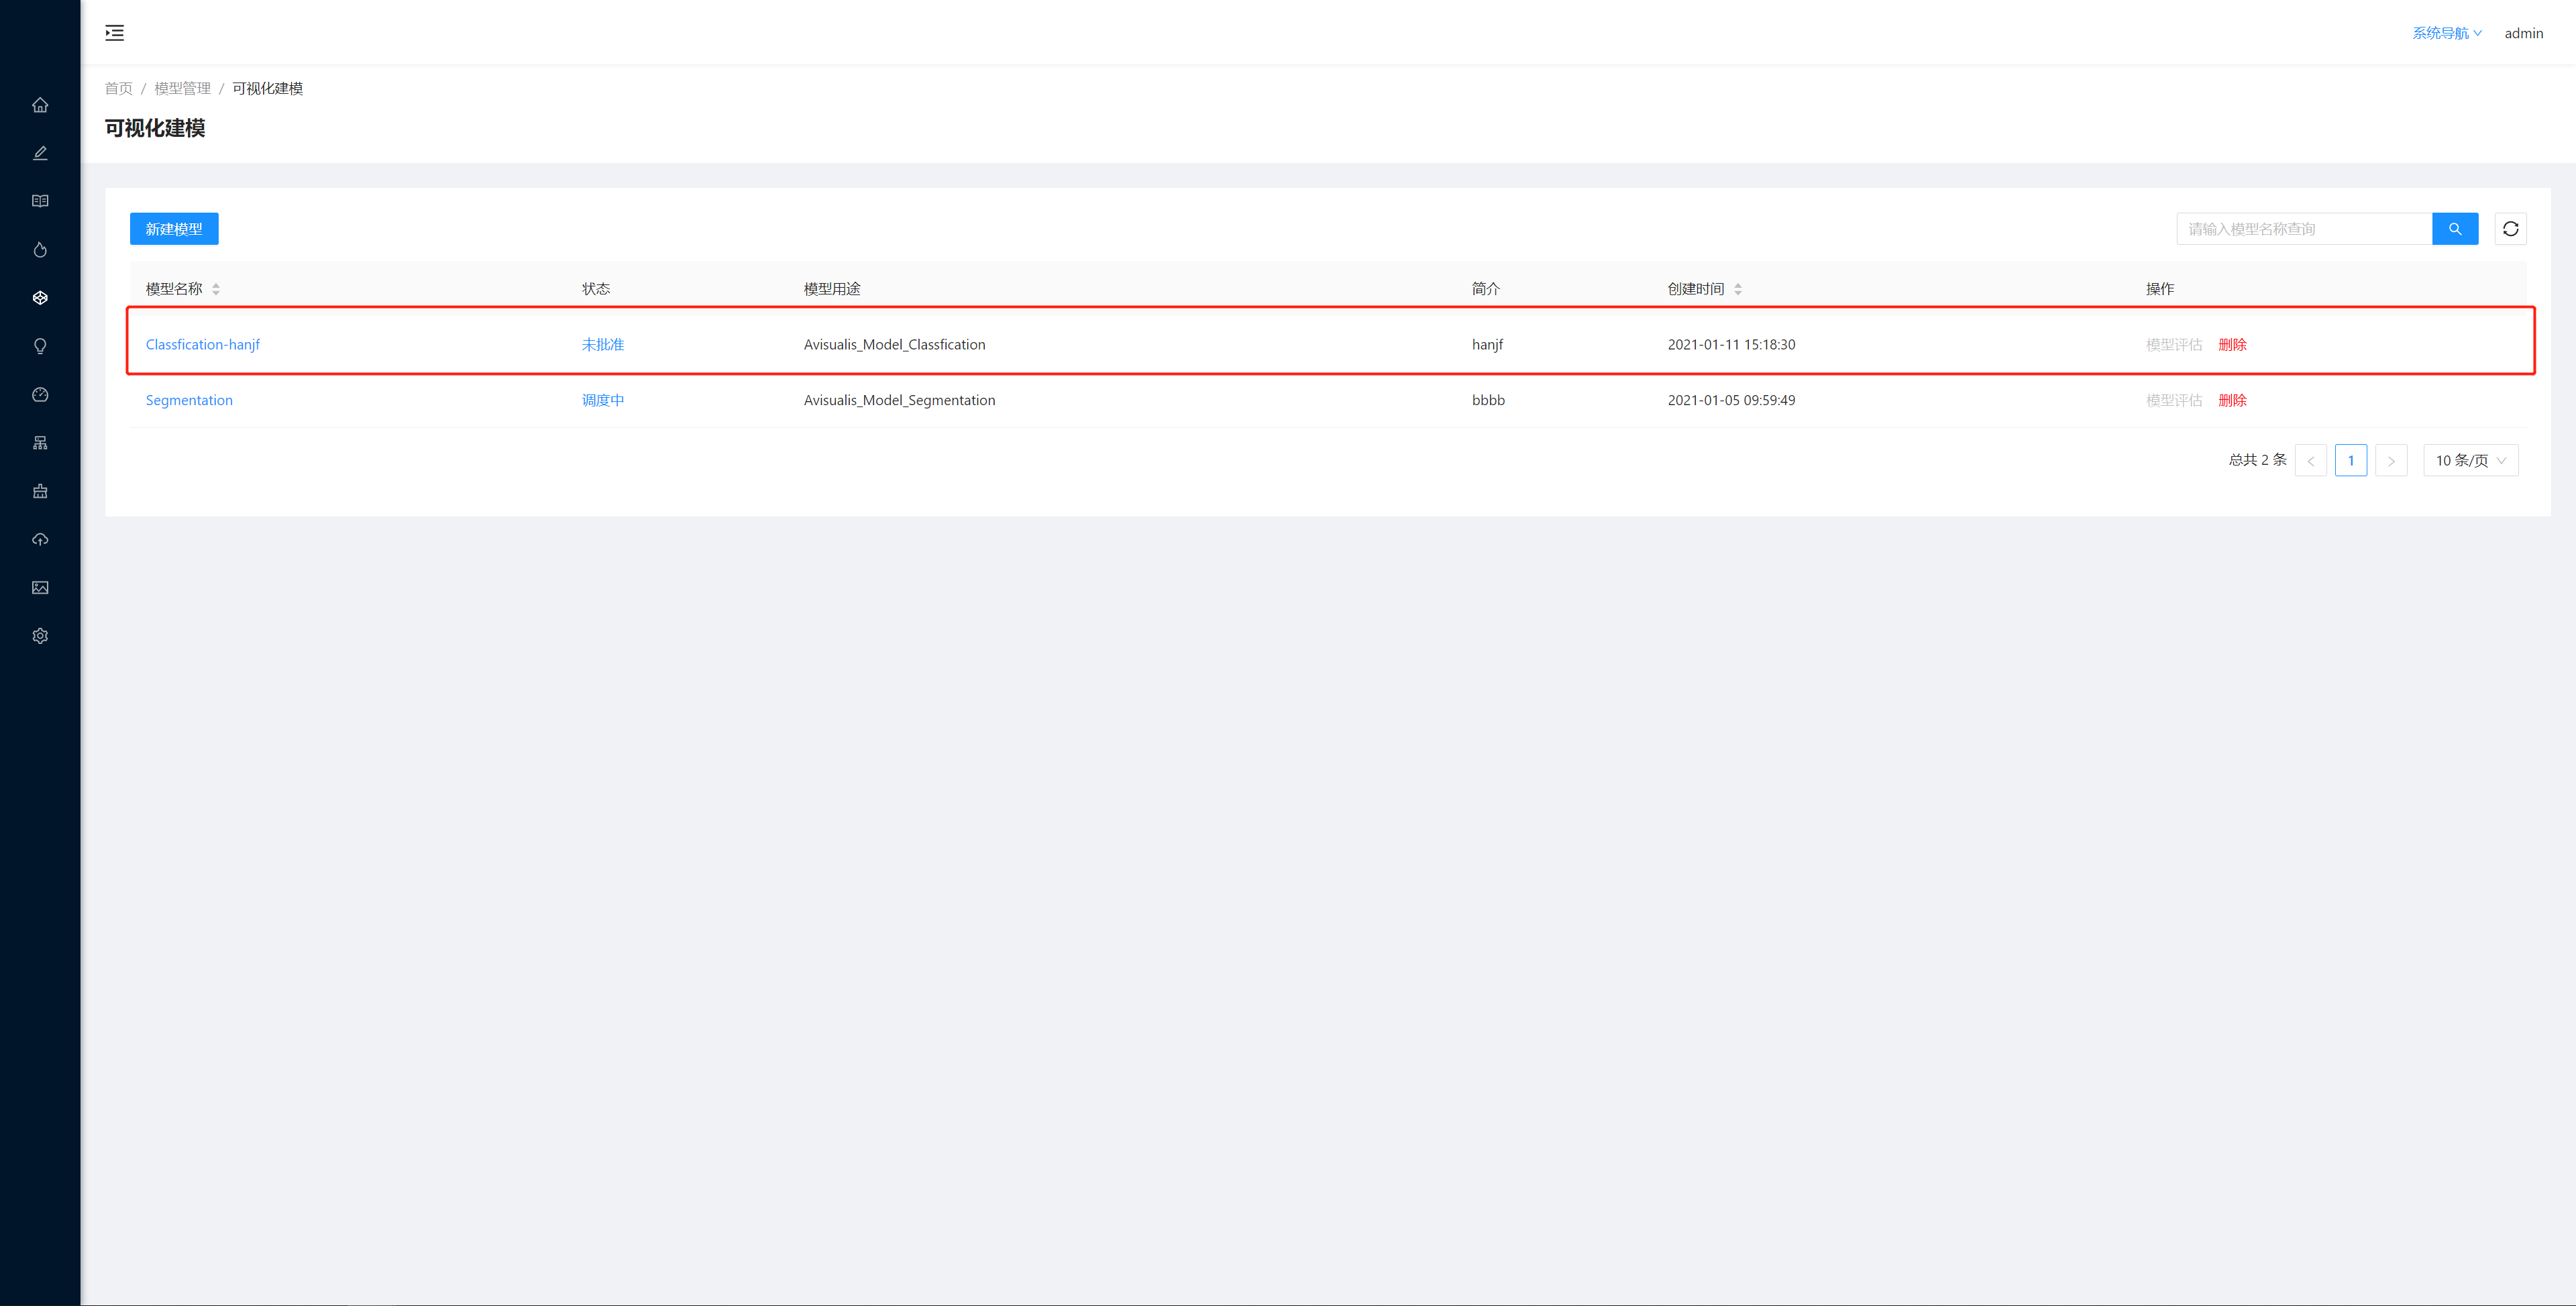 系统导航 admin
首页 / 模型管理 / 可视化建模
可视化建模
新建模型 请输入模型名称查询
模型名称 状态 模型用途 简介 创建时间 操作
Classfication-hanjf 未批准 Avisualis_Model_Classfication hanjf 2021-01-11 15:18:30 模型评估 删除
Segmentation 调度中 Avisualis_Model_Segmentation bbbb 2021-01-05 09:59:49 模型评估 删除
总共 2 条 < 1 > 10 条/页